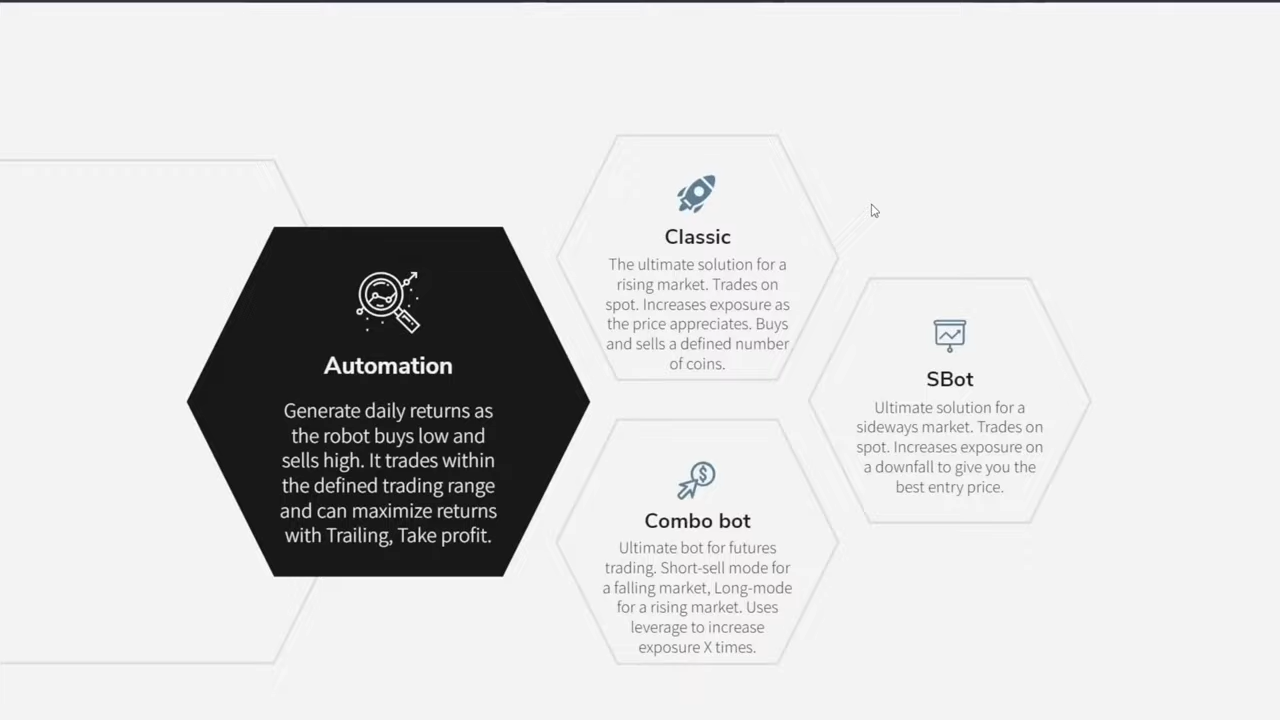 Automation
Generate daily returns as
the robot buys low and
sells high. It trades within
the defined trading range
and can maximize returns
with Trailing, Take profit.
Classic
The ultimate solution for a
rising market. Trades on
spot. Increases exposure as
the price appreciates. Buys
and sells a defined number
of coins.
Combo bot
Ultimate bot for futures
trading. Short-sell mode for
a falling market, Long-mode
for a rising market. Uses
leverage to increase
exposure X times.
SBot
Ultimate solution for a
sideways market. Trades on
spot. Increases exposure on
a downfall to give you the
best entry price.